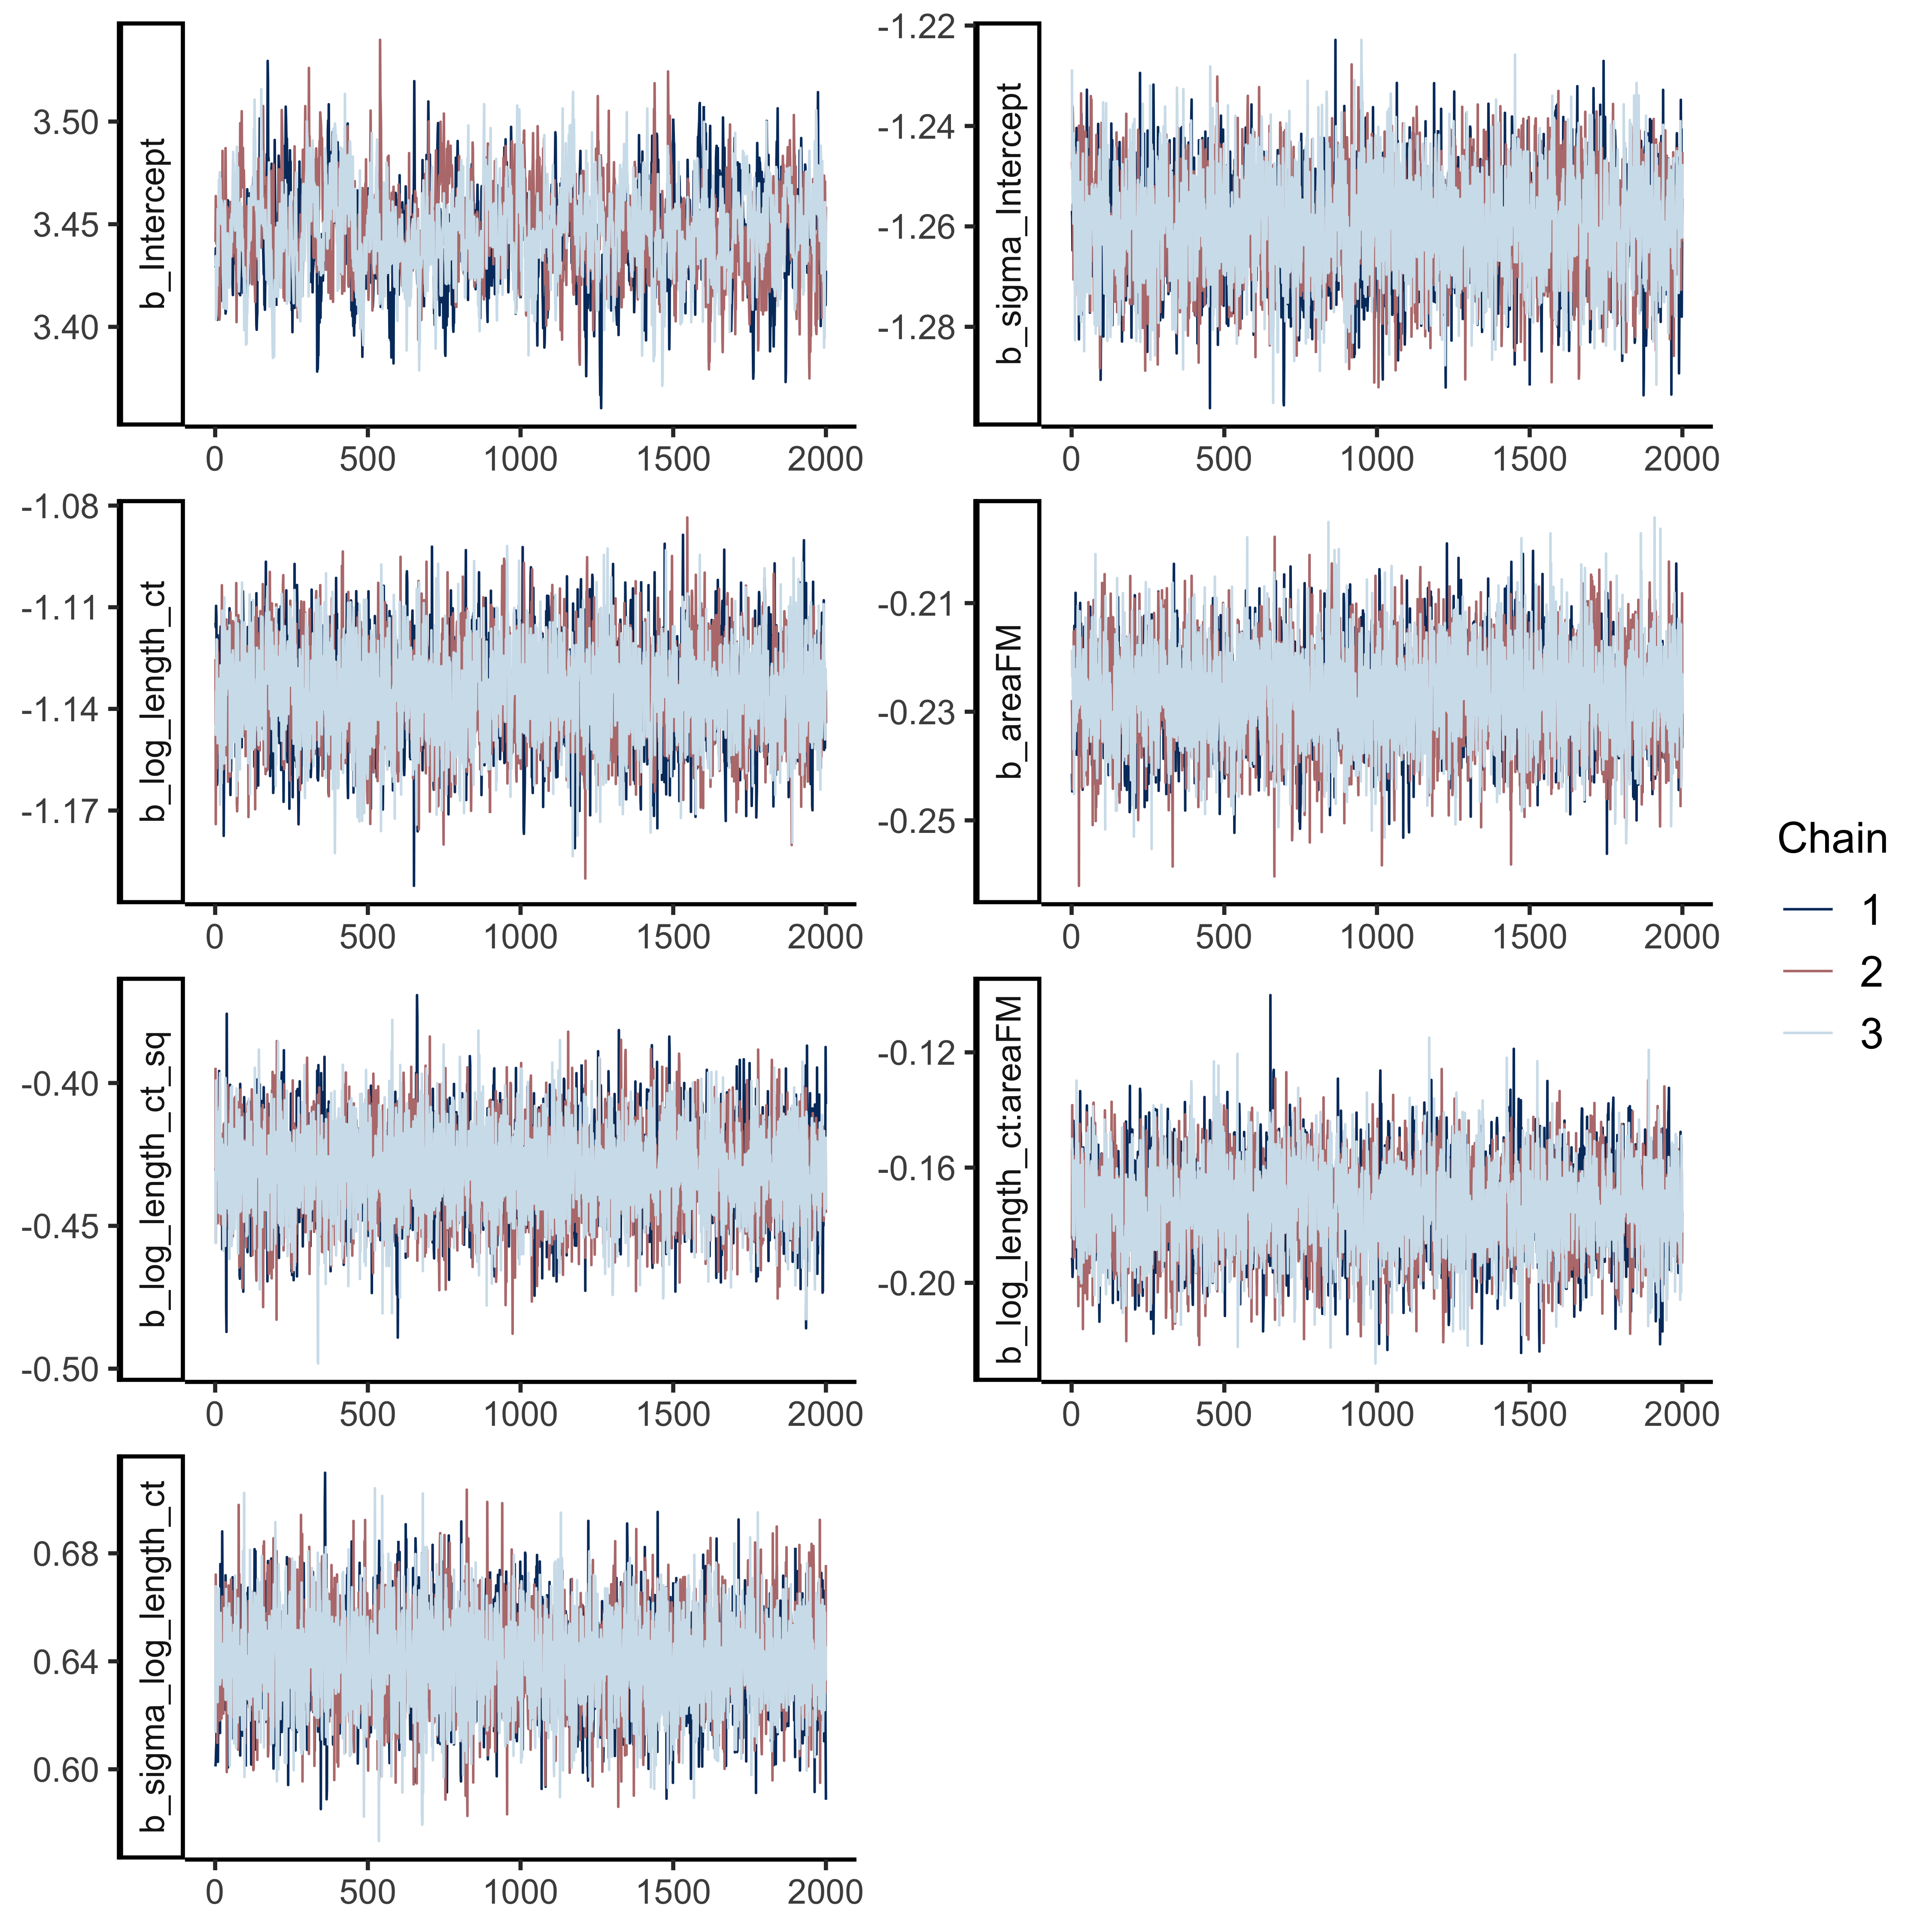 b_Intercept
3.50
3.45
3.40
0 500 1000 1500 2000
b_sigma_Intercept
-1.22
-1.24
-1.26
-1.28
0 500 1000 1500 2000
b_log_length_ct
-1.08
-1.11
-1.14
-1.17
0 500 1000 1500 2000
b_areaFM
-0.21
-0.23
-0.25
0 500 1000 1500 2000
b_log_length_ct_sq
-0.40
-0.45
-0.50
0 500 1000 1500 2000
b_log_length_ct:areaFM
-0.12
-0.16
-0.20
0 500 1000 1500 2000
b_sigma_log_length_ct
0.68
0.64
0.60
0 500 1000 1500 2000
Chain
1
2
3